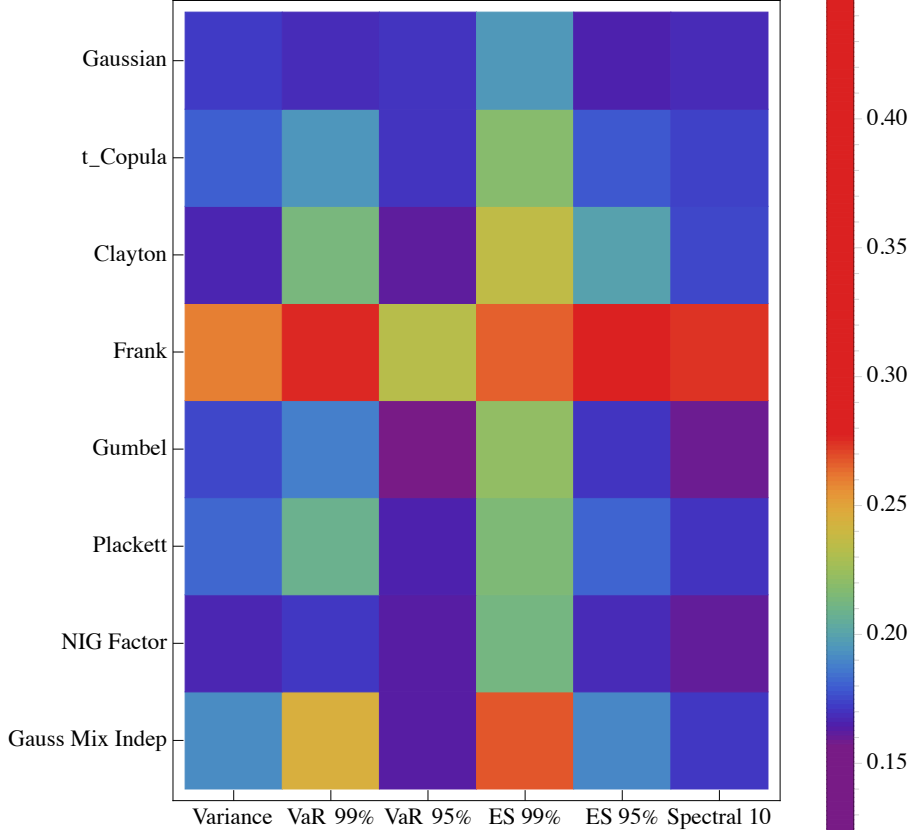 Gaussian
t_Copula
Clayton
Frank
Gumbel
Plackett
NIG Factor
Gauss Mix Indep
Variance VaR 99% VaR 95% ES 99% ES 95% Spectral 10
0.40
0.35
0.30
0.25
0.20
0.15